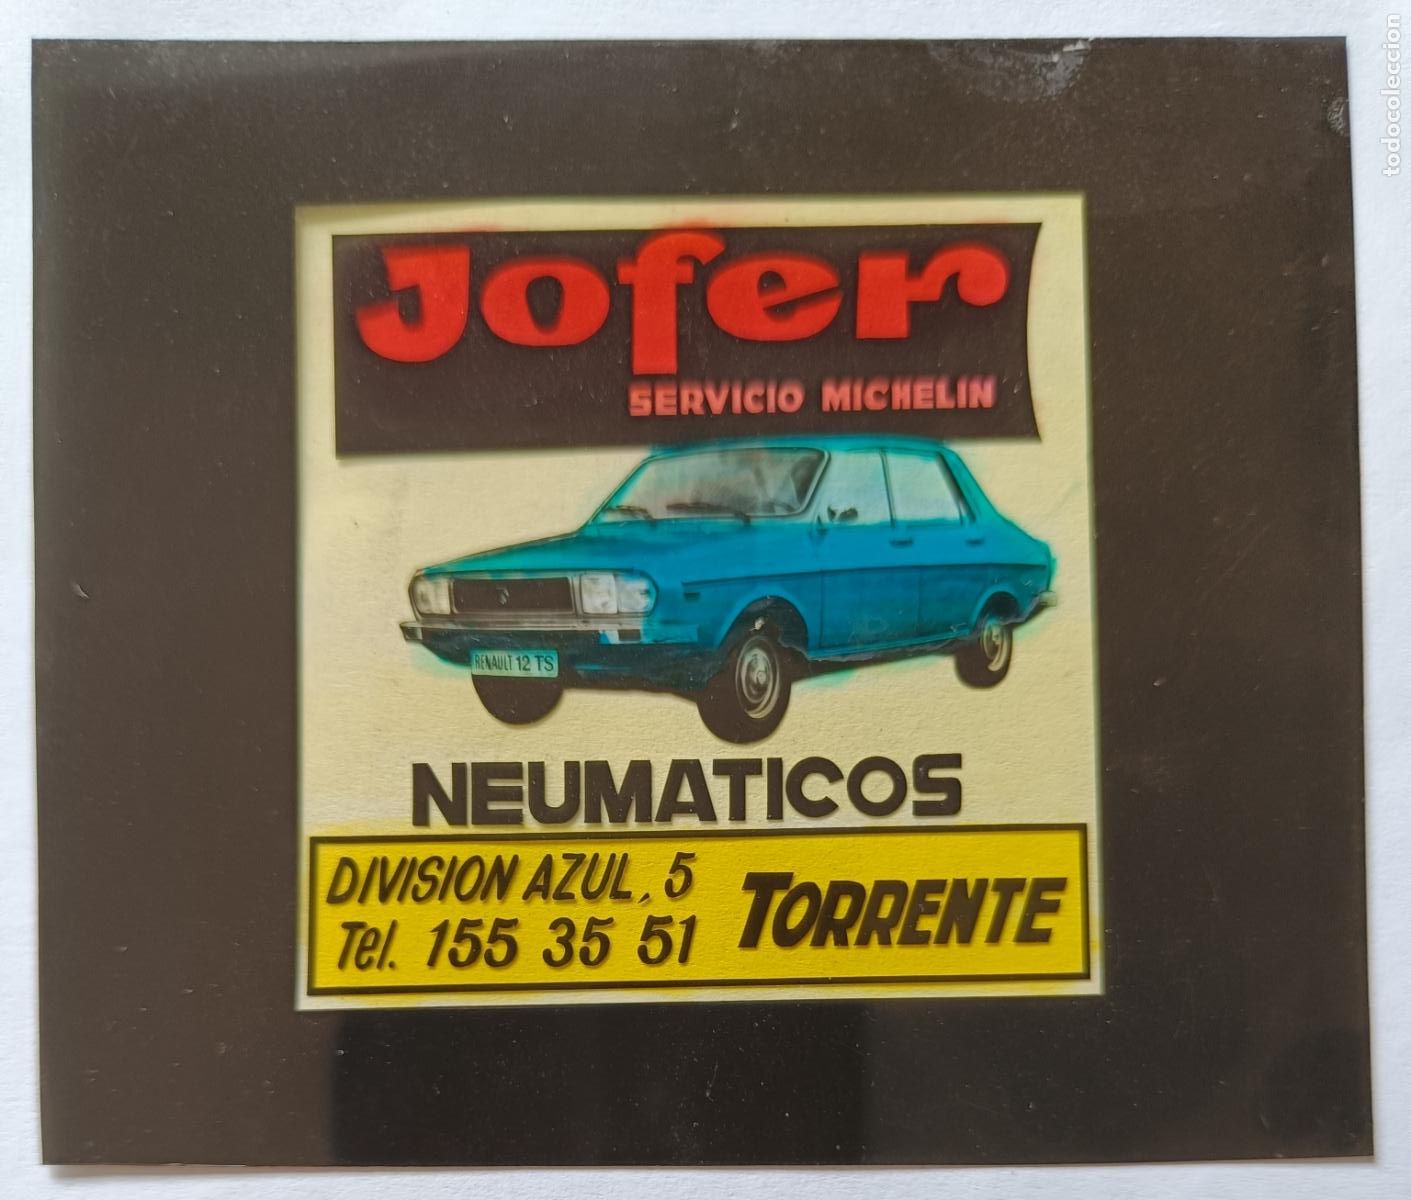 todocoleccion
Jofer
SERVICIO MICHELIN
RENAULT 12 TS
NEUMATICOS
DIVISION AZUL, 5
Tel. 155 35 51
TORRENTE